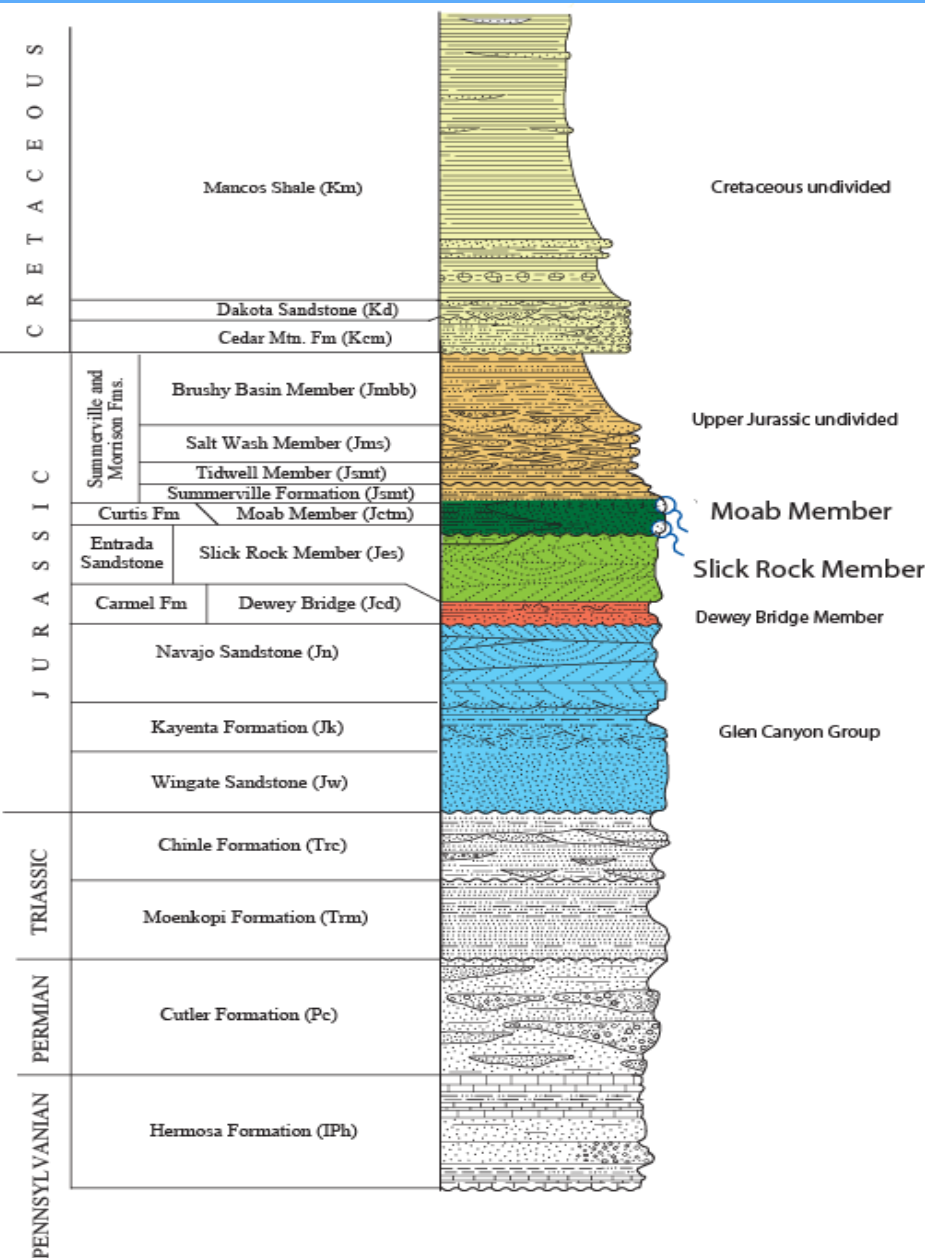 CRETACEOUS
Mancos Shale (Km)
Cretaceous undivided
Dakota Sandstone (Kd)
Cedar Mtn. Fm (Kcm)
JURASSIC
Summerville and
Morrison Fms.
Brushy Basin Member (Jmbb)
Upper Jurassic undivided
Salt Wash Member (Jms)
Tidwell Member (Jsmt)
Summerville Formation (Jsmt)
Curtis Fm
Moab Member (Jctm)
Moab Member
Entrada
Sandstone
Slick Rock Member (Jes)
Slick Rock Member
Carmel Fm
Dewey Bridge (Jcd)
Dewey Bridge Member
Navajo Sandstone (Jn)
Kayenta Formation (Jk)
Glen Canyon Group
Wingate Sandstone (Jw)
TRIASSIC
Chinle Formation (Trc)
Moenkopi Formation (Trm)
PERMIAN
Cutler Formation (Pc)
PENNSYLVANIAN
Hermosa Formation (IPh)